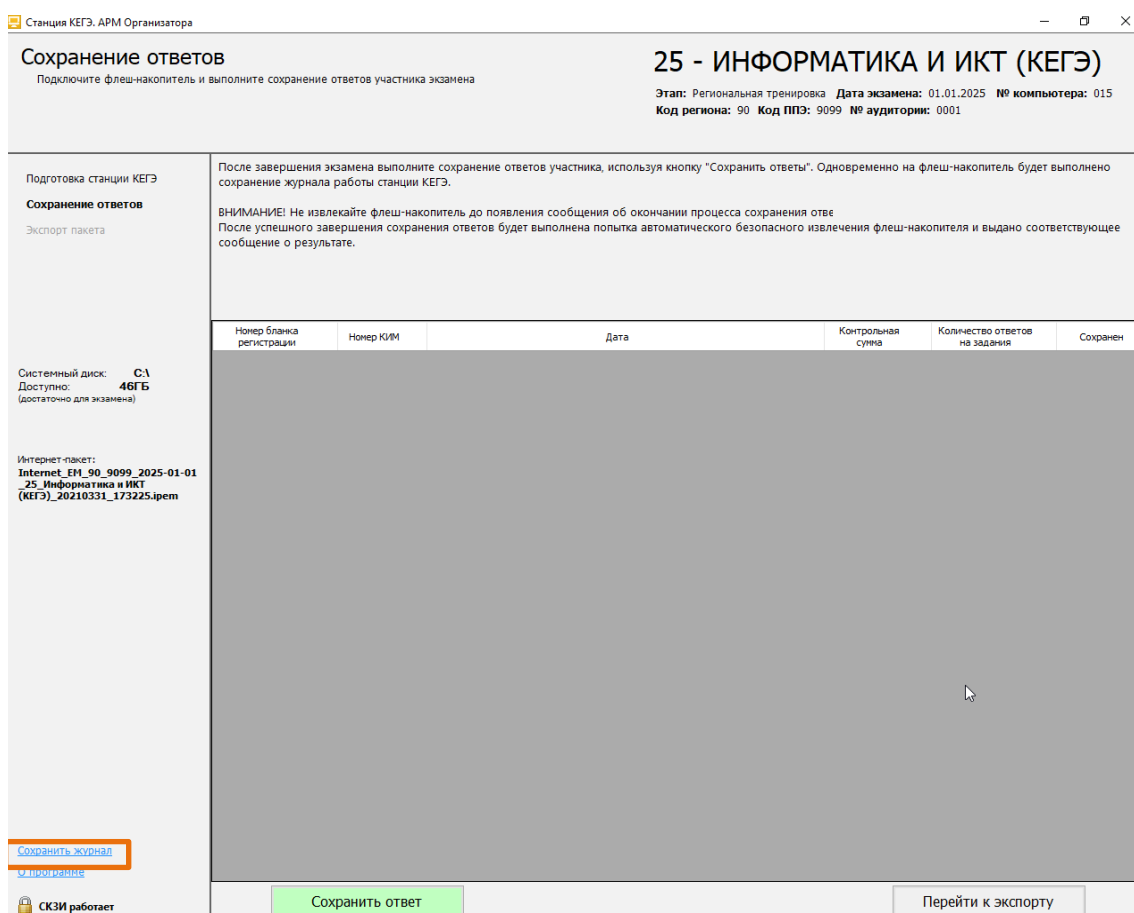 Станция КЕГЭ. АРМ Организатора
Сохранение ответов
Подключите флеш-накопитель и выполните сохранение ответов участника экзамена
25 - ИНФОРМАТИКА И ИКТ (КЕГЭ)
Этап: Региональная тренировка Дата экзамена: 01.01.2025 № компьютера: 015
Код региона: 90 Код ППЭ: 9099 № аудитории: 0001
Подготовка станции КЕГЭ
Сохранение ответов
Экспорт пакета
После завершения экзамена выполните сохранение ответов участника, используя кнопку "Сохранить ответы". Одновременно на флеш-накопитель будет выполнено
сохранение журнала работы станции КЕГЭ.
ВНИМАНИЕ! Не извлекайте флеш-накопитель до появления сообщения об окончании процесса сохранения отве
После успешного завершения сохранения ответов будет выполнена попытка автоматического безопасного извлечения флеш-накопителя и выдано соответствующее
сообщение о результате.
Номер бланка
регистрации
Номер КИМ
Дата
Контрольная
сумма
Количество ответов
на задания
Сохранен
Системный диск: C:\
Доступно: 46ГБ
(достаточно для экзамена)
Интернет-пакет:
Internet_EM_90_9099_2025-01-01
_25_Информатика и ИКТ
(КЕГЭ)_20210331_173225.ipem
Сохранить журнал
О программе
СКЗИ работает
Сохранить ответ
Перейти к экспорту